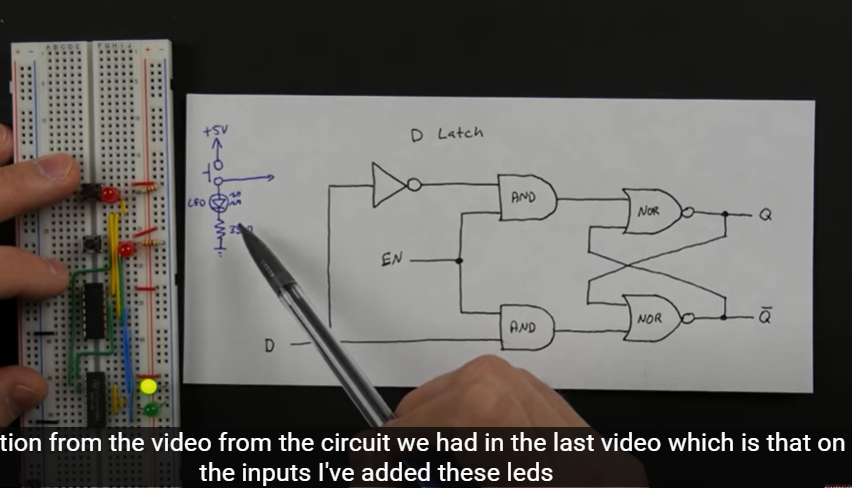 +5V
D Latch
LED
AND
NOR
Q
EN
AND
NOR
Q̅
D
tion from the video from the circuit we had in the last video which is that on
the inputs I've added these leds